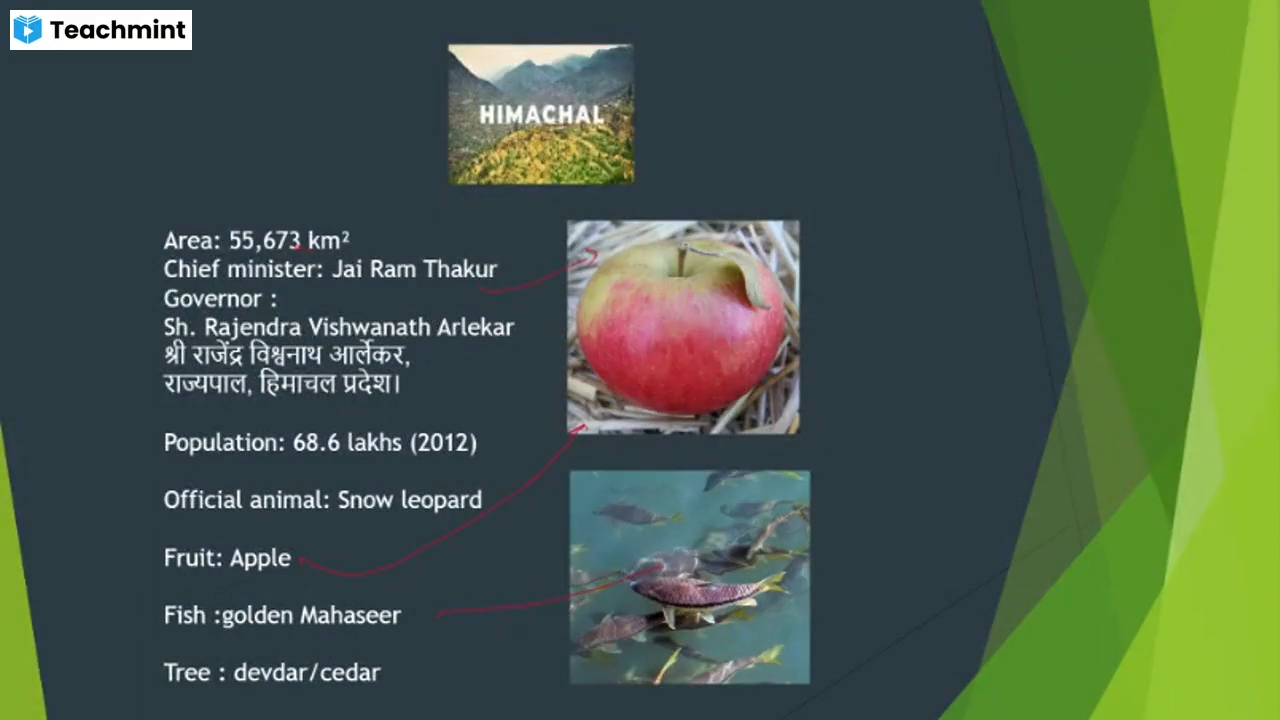 Teachmint
HIMACHAL
Area: 55,673 km²
Chief minister: Jai Ram Thakur
Governor :
Sh. Rajendra Vishwanath Arlekar
श्री राजेंद्र विश्वनाथ आर्लेकर,
राज्यपाल, हिमाचल प्रदेश।
Population: 68.6 lakhs (2012)
Official animal: Snow leopard
Fruit: Apple
Fish :golden Mahaseer
Tree : devdar/cedar